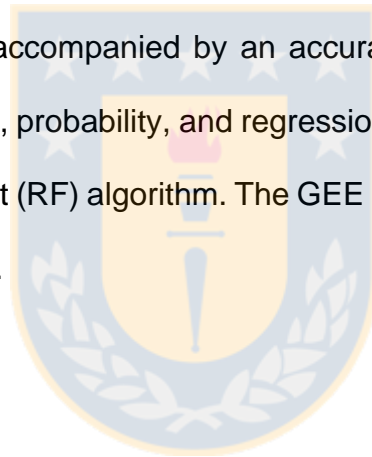 accompanied by an accura
, probability, and regressio
t (RF) algorithm. The GEE
.